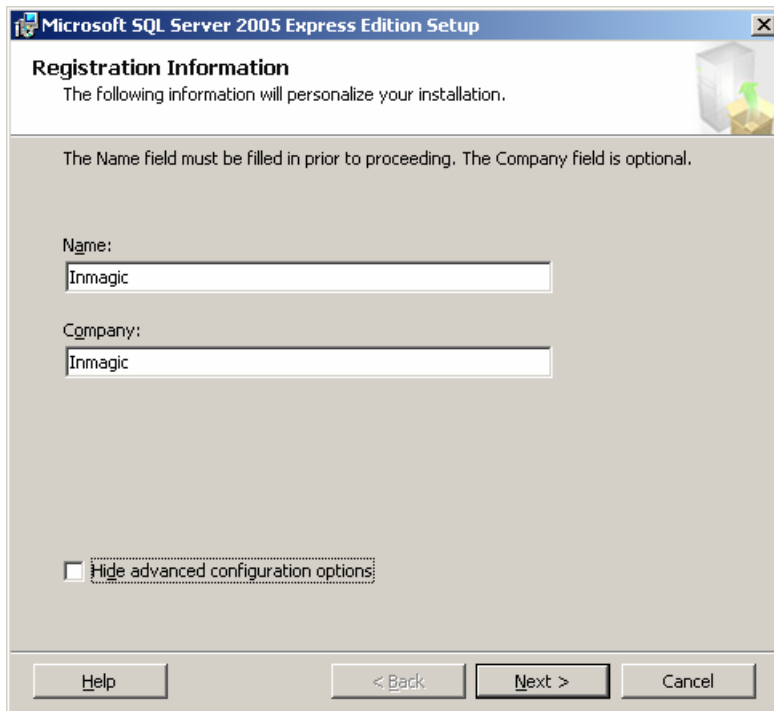 Microsoft SQL Server 2005 Express Edition Setup
Registration Information
The following information will personalize your installation.
The Name field must be filled in prior to proceeding. The Company field is optional.
Name:
Inmagic
Company:
Inmagic
Hide advanced configuration options
Help
< Back
Next >
Cancel